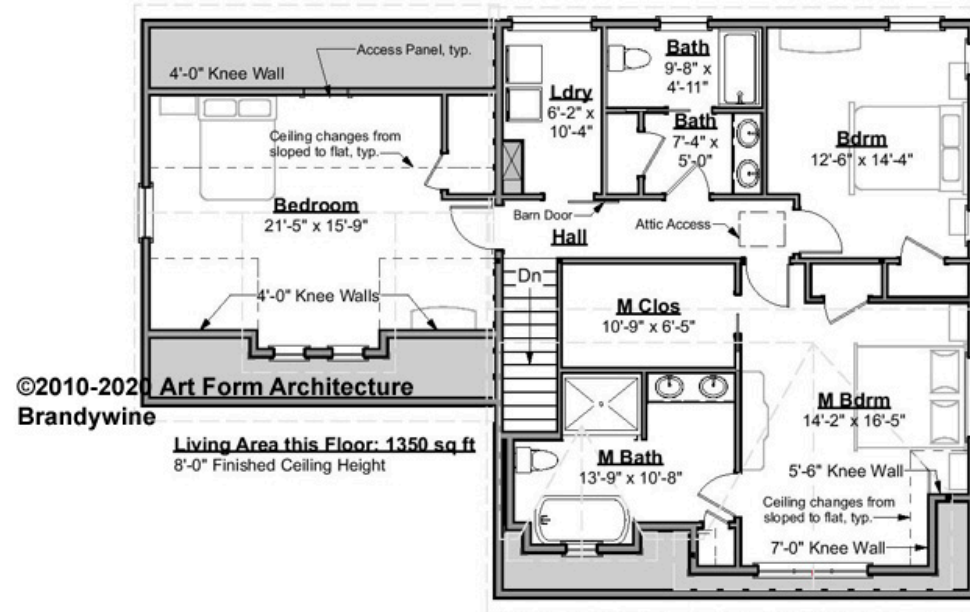 Access Panel, typ.
4'-0" Knee Wall
Ceiling changes from
sloped to flat, typ.
Bedroom
21'-5" x 15'-9"
4'-0" Knee Walls
Ldry
6'-2" x
10'-4"
Bath
9'-8" x
4'-11"
Bath
7'-4" x
5'-0"
Bdrm
12'-6" x 14'-4"
Barn Door
Hall
Attic Access
Dn
M Clos
10'-9" x 6'-5"
M Bdrm
14'-2" x 16'-5"
M Bath
13'-9" x 10'-8"
5'-6" Knee Wall
Ceiling changes from
sloped to flat, typ.
7'-0" Knee Wall
©2010-2020 Art Form Architecture
Brandywine
Living Area this Floor: 1350 sq ft
8'-0" Finished Ceiling Height